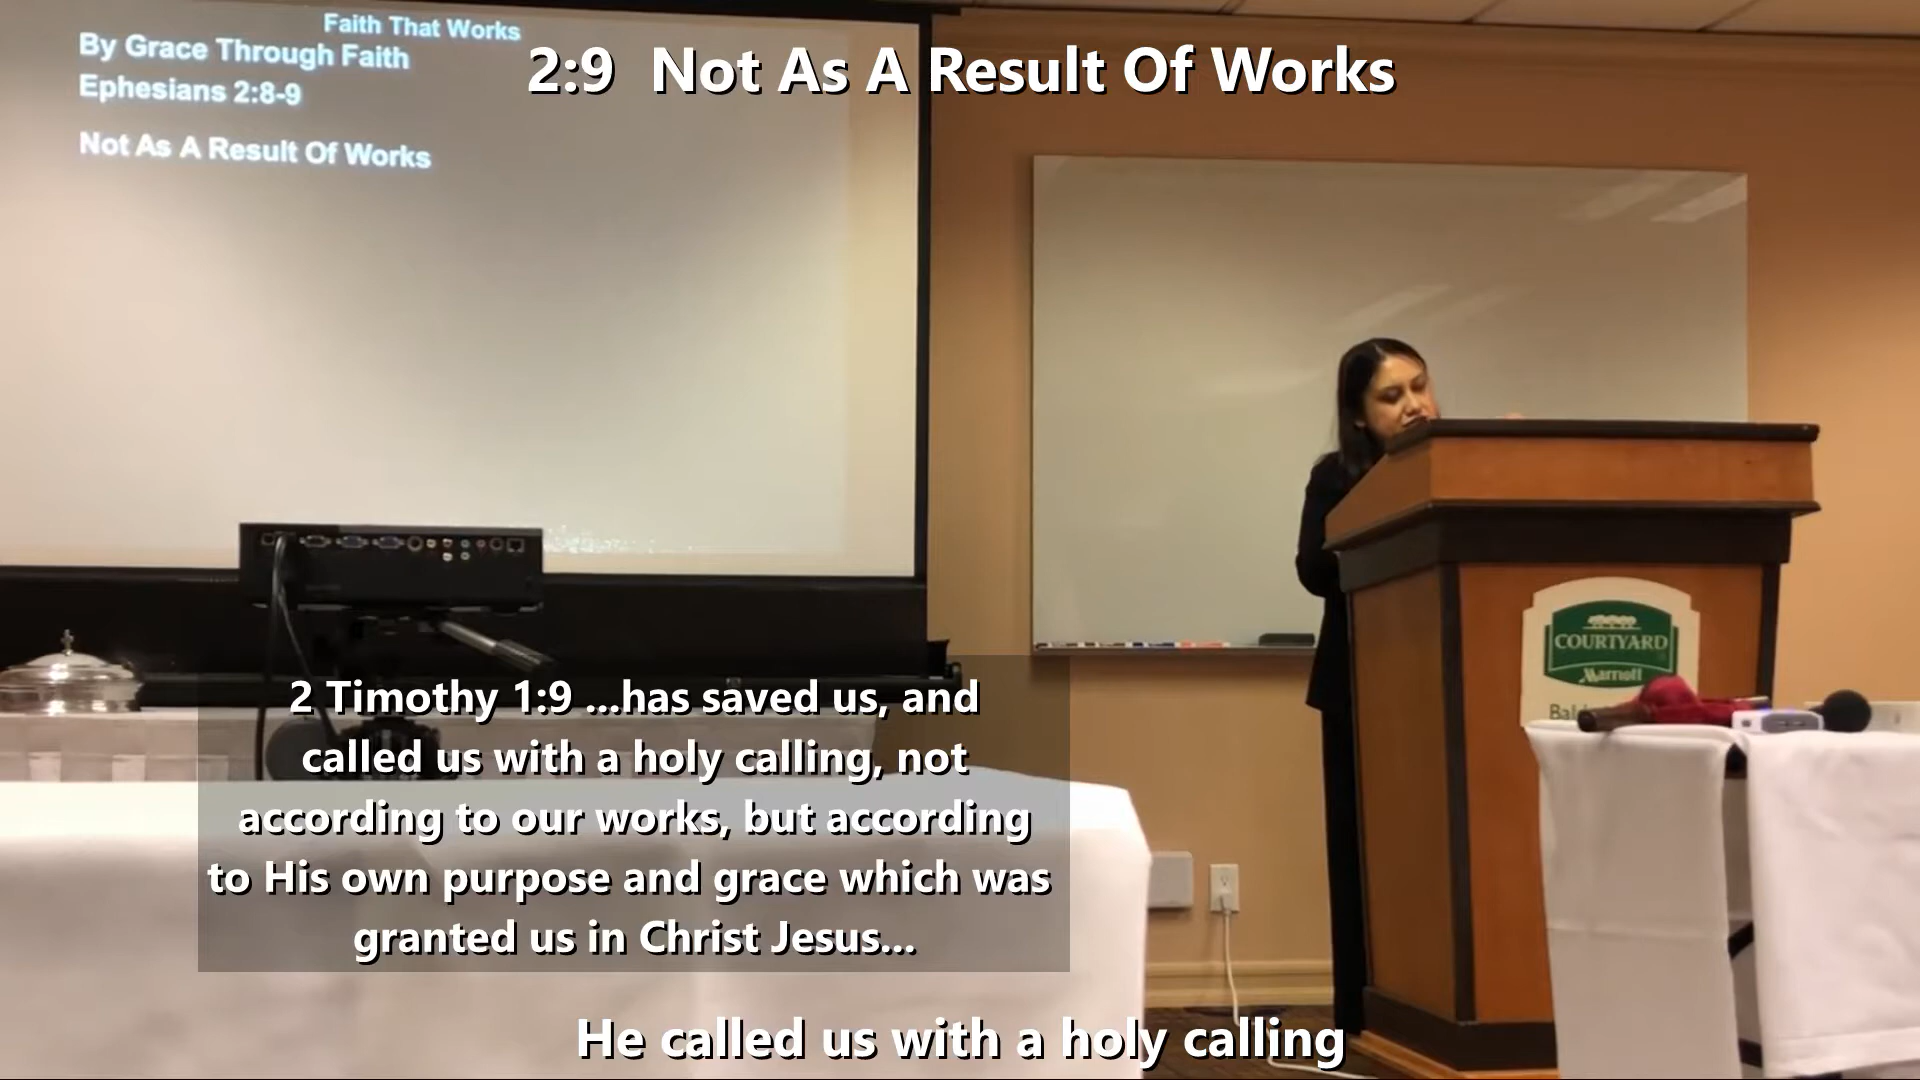 Faith That Works
By Grace Through Faith
Ephesians 2:8-9
Not As A Result Of Works
2:9 Not As A Result Of Works
COURTYARD
Marriott
2 Timothy 1:9 ...has saved us, and
called us with a holy calling, not
according to our works, but according
to His own purpose and grace which was
granted us in Christ Jesus...
He called us with a holy calling